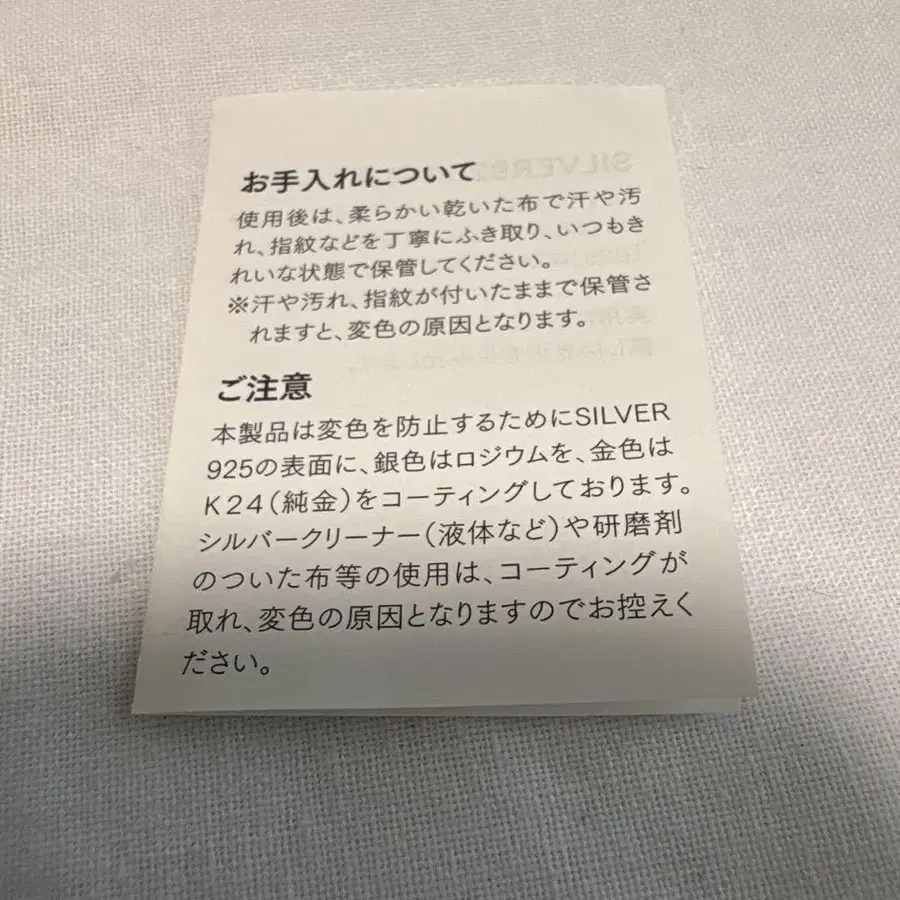 お手入れについて
使用後は、柔らかい乾いた布で汗や汚
れ、指紋などを丁寧にふき取り、いつもき
れいな状態で保管してください。
※汗や汚れ、指紋が付いたままで保管さ
れますと、変色の原因となります。
ご注意
本製品は変色を防止するためにSILVER
925の表面に、銀色はロジウムを、金色は
K24(純金)をコーティングしております。
シルバークリーナー(液体など)や研磨剤
のついた布等の使用は、コーティングが
取れ、変色の原因となりますのでお控えく
ださい。